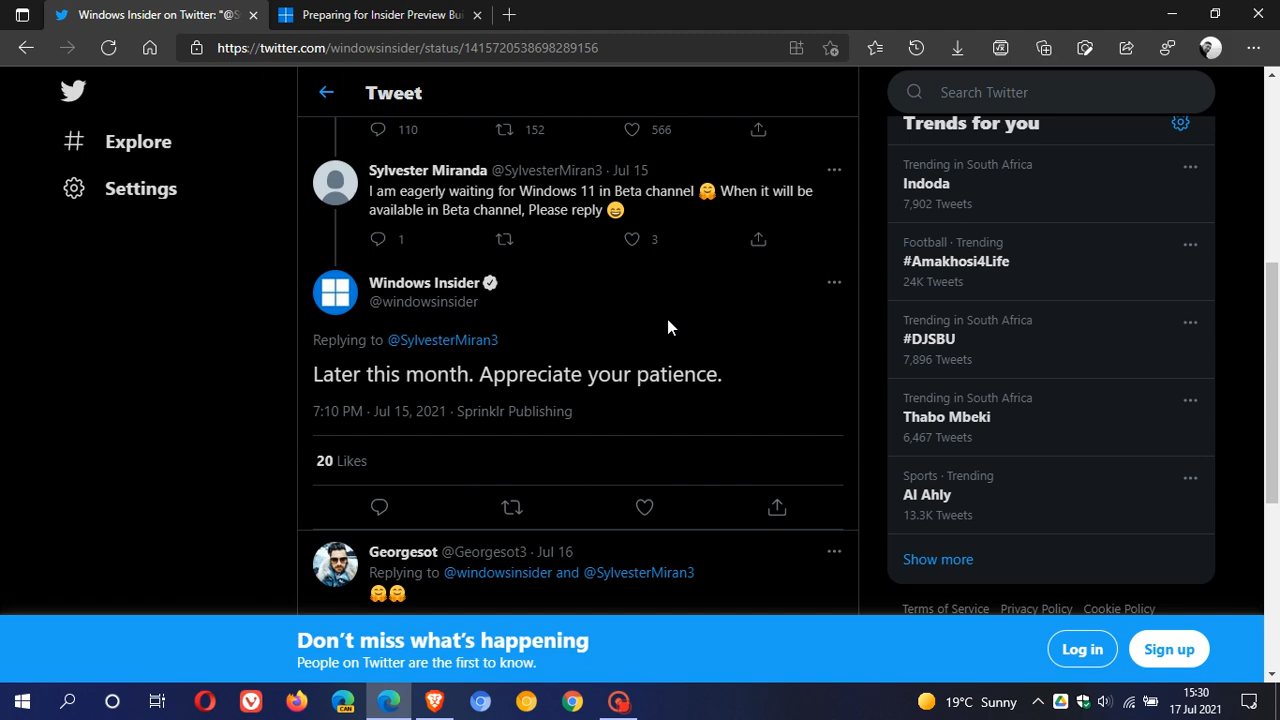 Windows Insider on Twitter: "@S
Preparing for Insider Preview Bui
https://twitter.com/windowsinsider/status/1415720538698289156
Explore
Settings
Tweet
110
152
566
Sylvester Miranda @SylvesterMiran3 · Jul 15
I am eagerly waiting for Windows 11 in Beta channel 🤗 When it will be
available in Beta channel, Please reply 😄
1
3
Windows Insider
@windowsinsider
Replying to @SylvesterMiran3
Later this month. Appreciate your patience.
7:10 PM · Jul 15, 2021 · Sprinklr Publishing
20 Likes
Georgesot @Georgesot3 · Jul 16
Replying to @windowsinsider and @SylvesterMiran3
🤗🤗
Search Twitter
Trends for you
Trending in South Africa
Indoda
7,902 Tweets
Football · Trending
#Amakhosi4Life
24K Tweets
Trending in South Africa
#DJSBU
7,896 Tweets
Trending in South Africa
Thabo Mbeki
6,467 Tweets
Sports · Trending
Al Ahly
13.3K Tweets
Show more
Terms of Service Privacy Policy Cookie Policy
Don't miss what's happening
People on Twitter are the first to know.
Log in
Sign up
CAN
19°C Sunny
15:30
17 Jul 2021